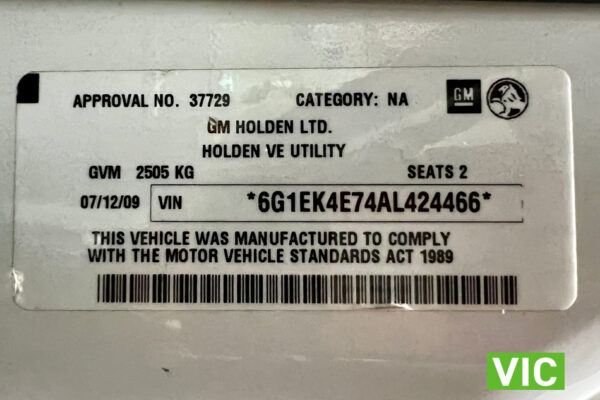 APPROVAL NO. 37729 CATEGORY: NA GM
GM HOLDEN LTD.
HOLDEN VE UTILITY
GVM 2505 KG SEATS 2
07/12/09 VIN *6G1EK4E74AL424466*
THIS VEHICLE WAS MANUFACTURED TO COMPLY
WITH THE MOTOR VEHICLE STANDARDS ACT 1989
VIC